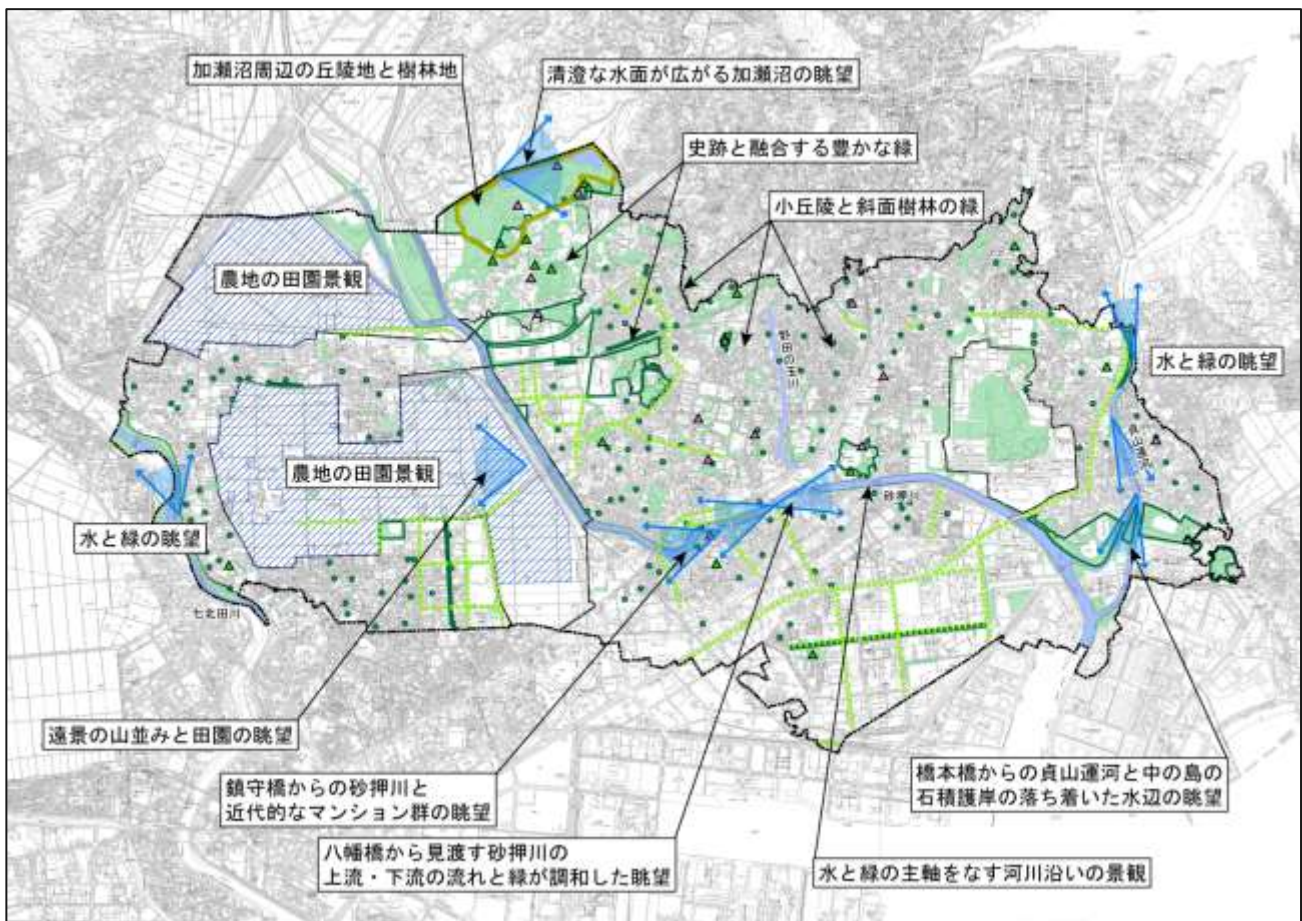 加瀬沼周辺の丘陵地と樹林地
清澄な水面が広がる加瀬沼の眺望
史跡と融合する豊かな緑
小丘陵と斜面樹林の緑
農地の田園景観
野田の玉川
水と緑の眺望
貞山運河
農地の田園景観
砂押川
水と緑の眺望
七北田川
遠景の山並みと田園の眺望
鎮守橋からの砂押川と
近代的なマンション群の眺望
橋本橋からの貞山運河と中の島の
石積護岸の落ち着いた水辺の眺望
八幡橋から見渡す砂押川の
上流・下流の流れと緑が調和した眺望
水と緑の主軸をなす河川沿いの景観